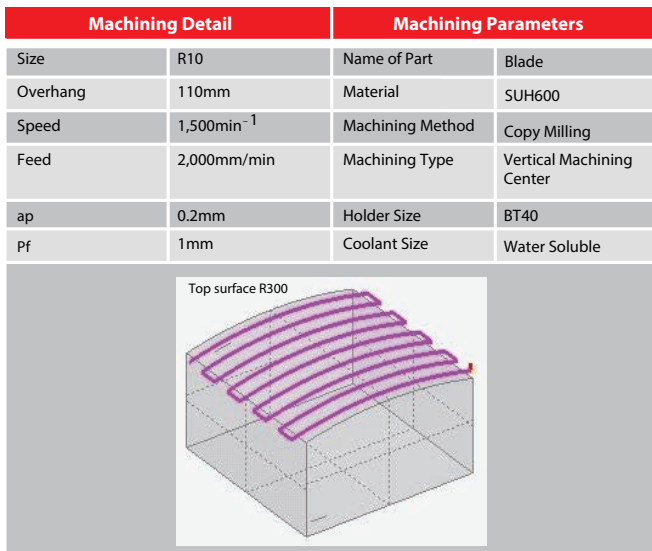 Machining Detail Machining Parameters
Size R10 Name of Part Blade
Overhang 110mm Material SUH600
Speed 1,500min⁻¹ Machining Method Copy Milling
Feed 2,000mm/min Machining Type Vertical Machining
Center
ap 0.2mm Holder Size BT40
Pf 1mm Coolant Size Water Soluble
Top surface R300